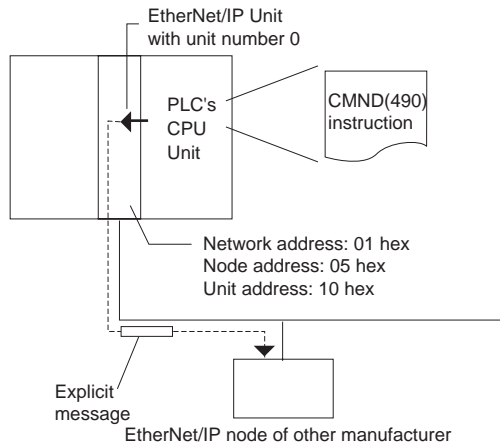 EtherNet/IP Unit
with unit number 0
PLC's
CPU
Unit
CMND(490)
instruction
Network address: 01 hex
Node address: 05 hex
Unit address: 10 hex
Explicit
message
EtherNet/IP node of other manufacturer